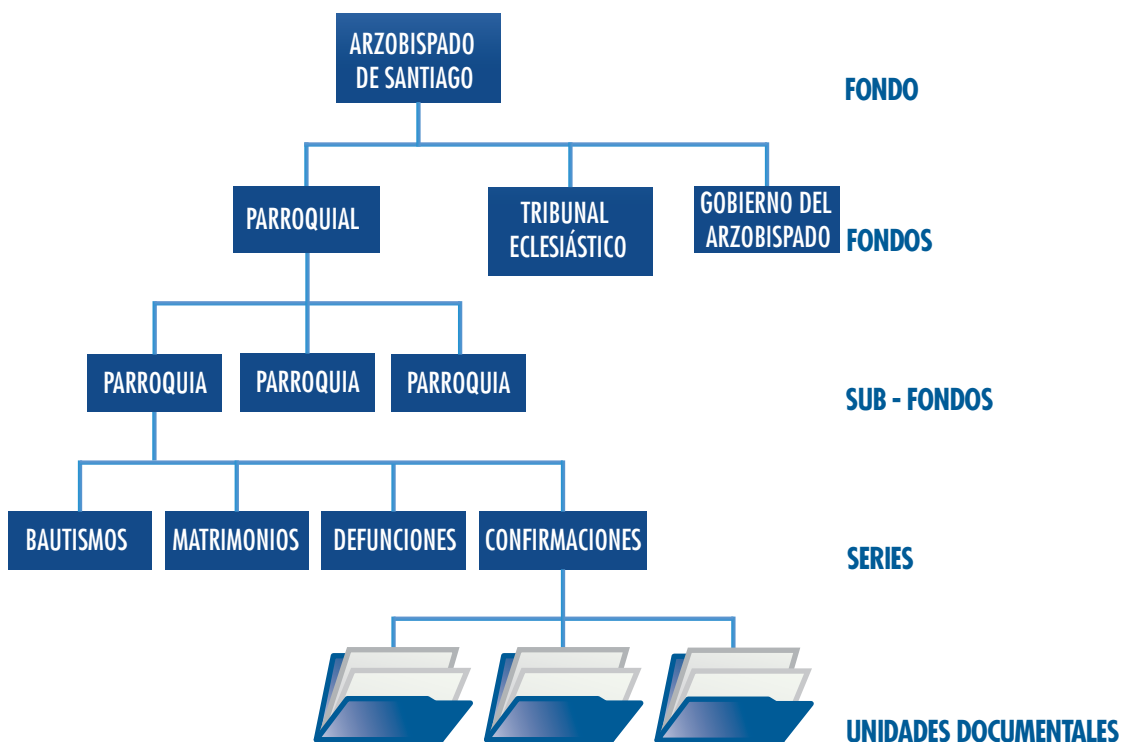 ARZOBISPADO
DE SANTIAGO
FONDO
PARROQUIAL
TRIBUNAL
ECLESIÁSTICO
GOBIERNO DEL
ARZOBISPADO
FONDOS
PARROQUIA
PARROQUIA
PARROQUIA
SUB - FONDOS
BAUTISMOS
MATRIMONIOS
DEFUNCIONES
CONFIRMACIONES
SERIES
UNIDADES DOCUMENTALES